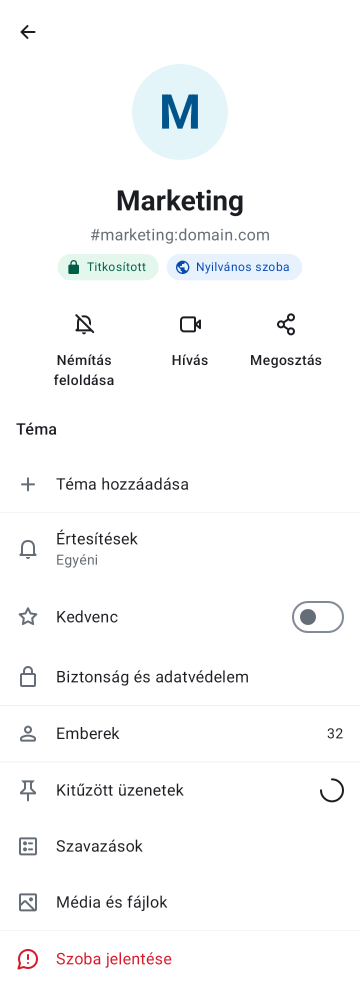 M
Marketing
#marketing:domain.com
Titkosított
Nyilvános szoba
Némítás
feloldása
Hívás
Megosztás
Téma
Téma hozzáadása
Értesítések
Egyéni
Kedvenc
Biztonság és adatvédelem
Emberek
32
Kitűzött üzenetek
Szavazások
Média és fájlok
Szoba jelentése